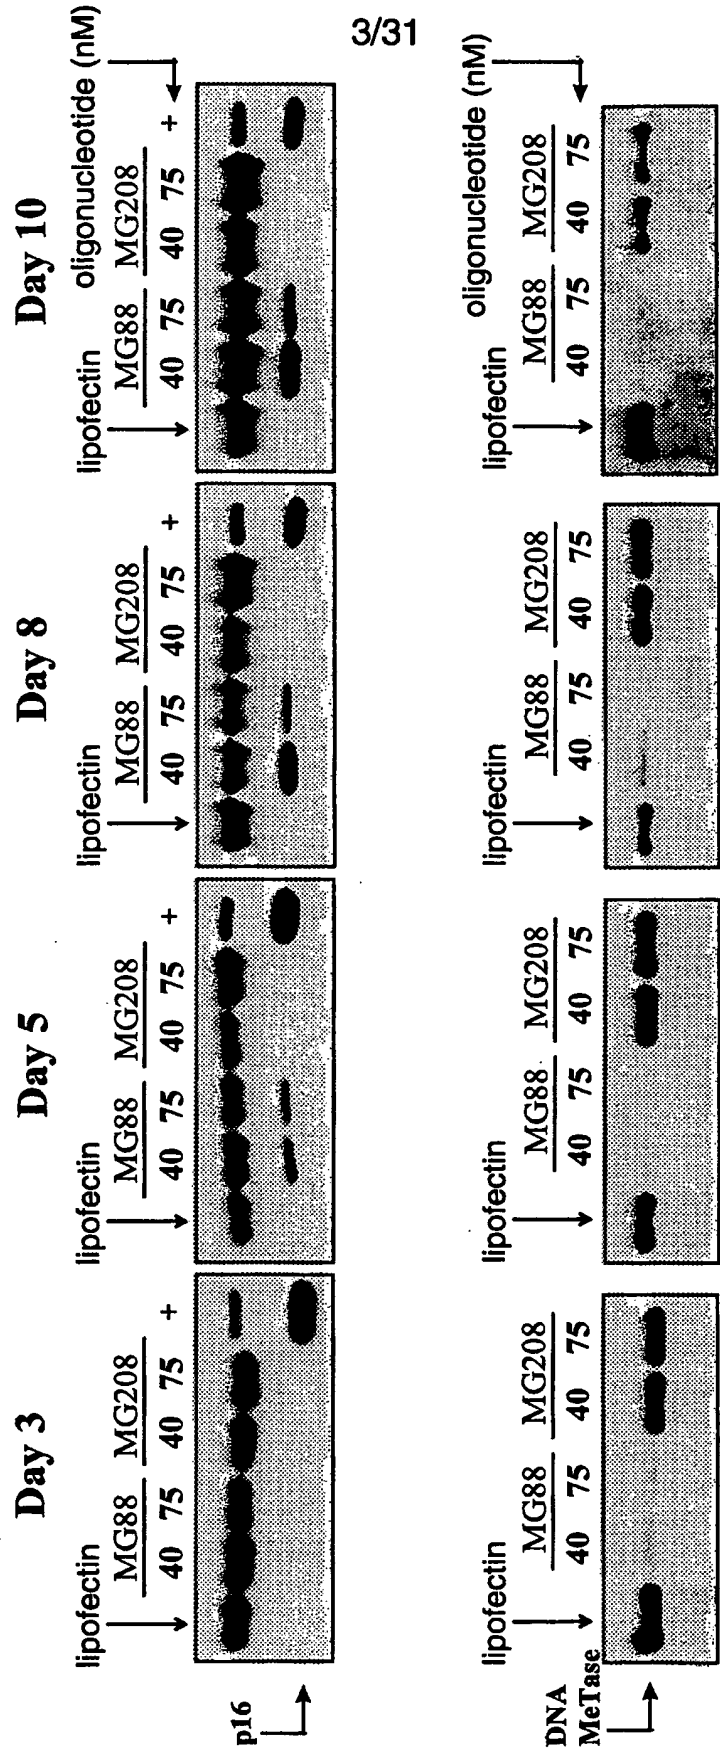 3/31
Day 3
Day 5
Day 8
Day 10
lipofectin
MG88
MG208
40 75 40 75 +
lipofectin
MG88
MG208
40 75 40 75 +
lipofectin
MG88
MG208
40 75 40 75 +
lipofectin
MG88
MG208
oligonucleotide (nM)
40 75 40 75 +
p16
lipofectin
MG88
MG208
40 75 40 75
lipofectin
MG88
MG208
40 75 40 75
lipofectin
MG88
MG208
40 75 40 75
lipofectin
MG88
MG208
oligonucleotide (nM)
40 75 40 75
DNA
MeTase